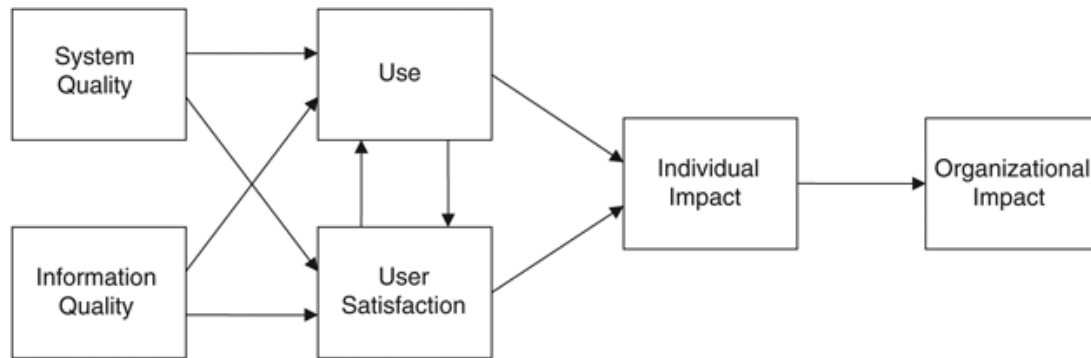 System
Quality
Use
Individual
Impact
Organizational
Impact
Information
Quality
User
Satisfaction